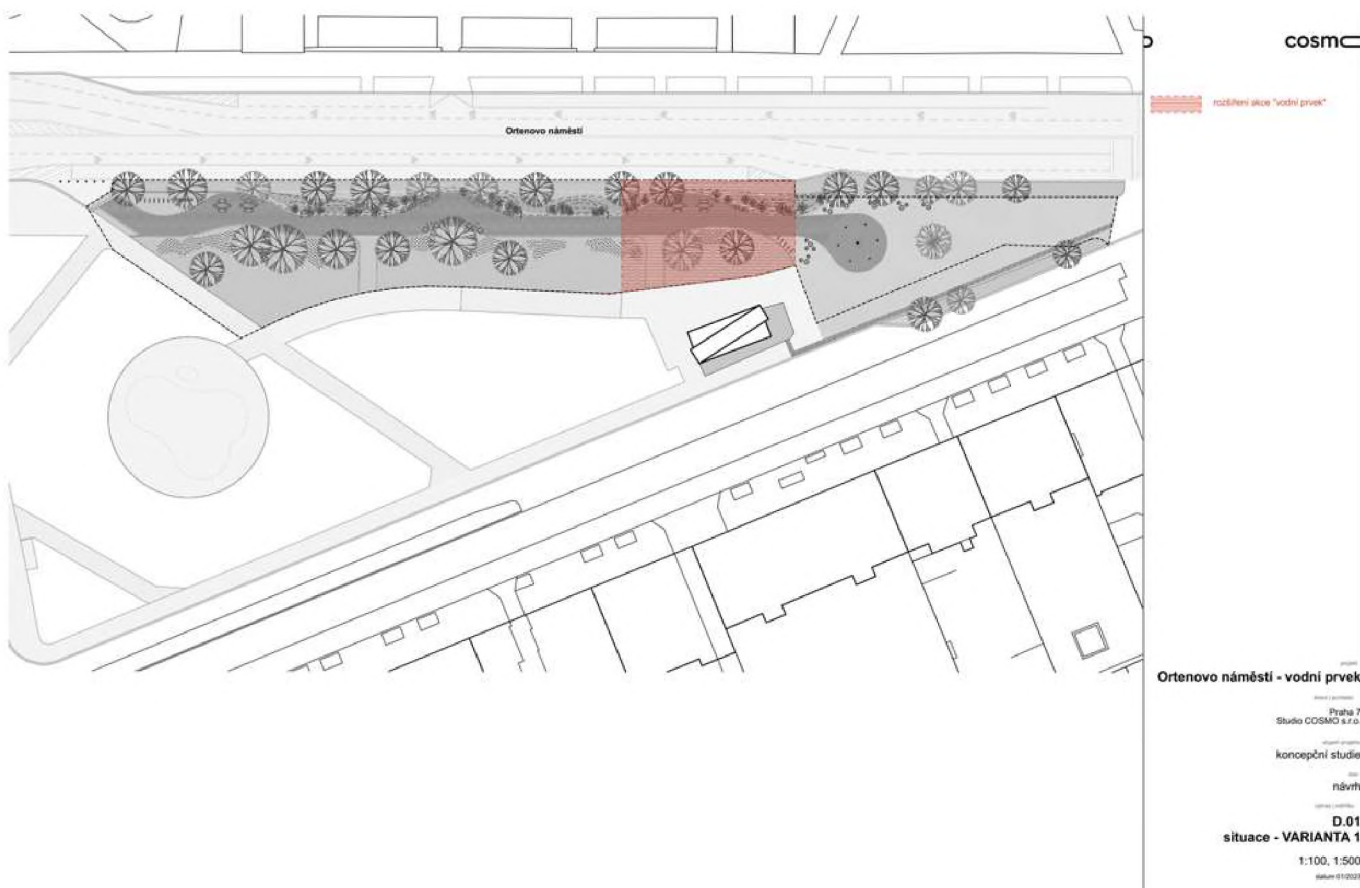 cosmo
rozšíření akce "vodní prvek"
Ortenovo náměstí
projekt
Ortenovo náměstí - vodní prvek
Praha 7
Studio COSMO s.r.o.
koncepční studie
návrh
D.01
situace - VARIANTA 1
1:100, 1:500